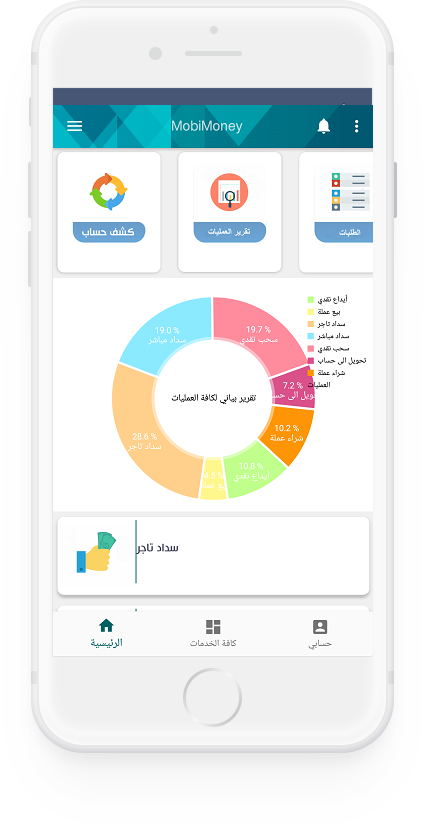 MobiMoney
كشف حساب
تقرير العمليات
الطلبات
أيداع نقدي
بيع عملة
سداد تاجر
سداد مباشر
سحب نقدي
تحويل الى حساب
شراء عملة
العمليات
19.0 %
سداد مباشر
19.7 %
سحب نقدي
7.2 %
تحويل الى حساب
10.2 %
شراء عملة
28.6 %
سداد تاجر
10.8 %
أيداع نقدي
4.5 %
بيع عملة
تقرير بياني لكافة العمليات
سداد تاجر
الرئيسية
كافة الخدمات
حسابي